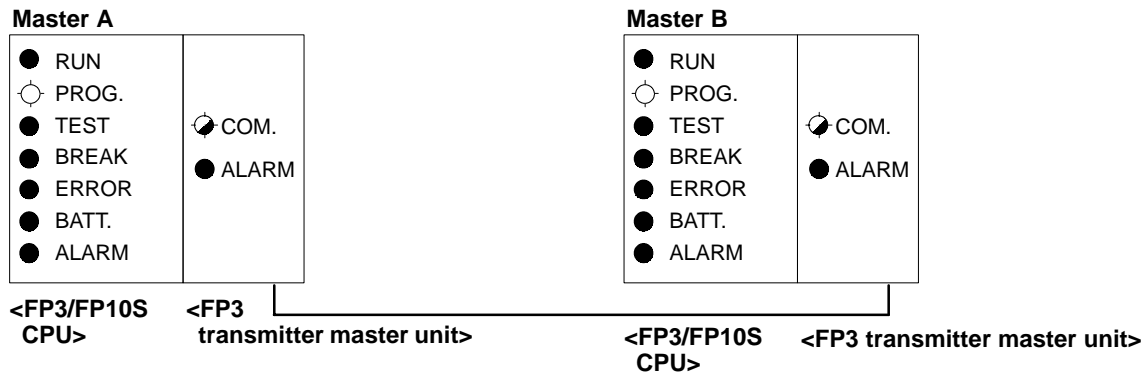 Master A
RUN
PROG.
TEST
BREAK
ERROR
BATT.
ALARM
COM.
ALARM
<FP3/FP10S
CPU>
<FP3
transmitter master unit>
Master B
RUN
PROG.
TEST
BREAK
ERROR
BATT.
ALARM
COM.
ALARM
<FP3/FP10S
CPU>
<FP3 transmitter master unit>